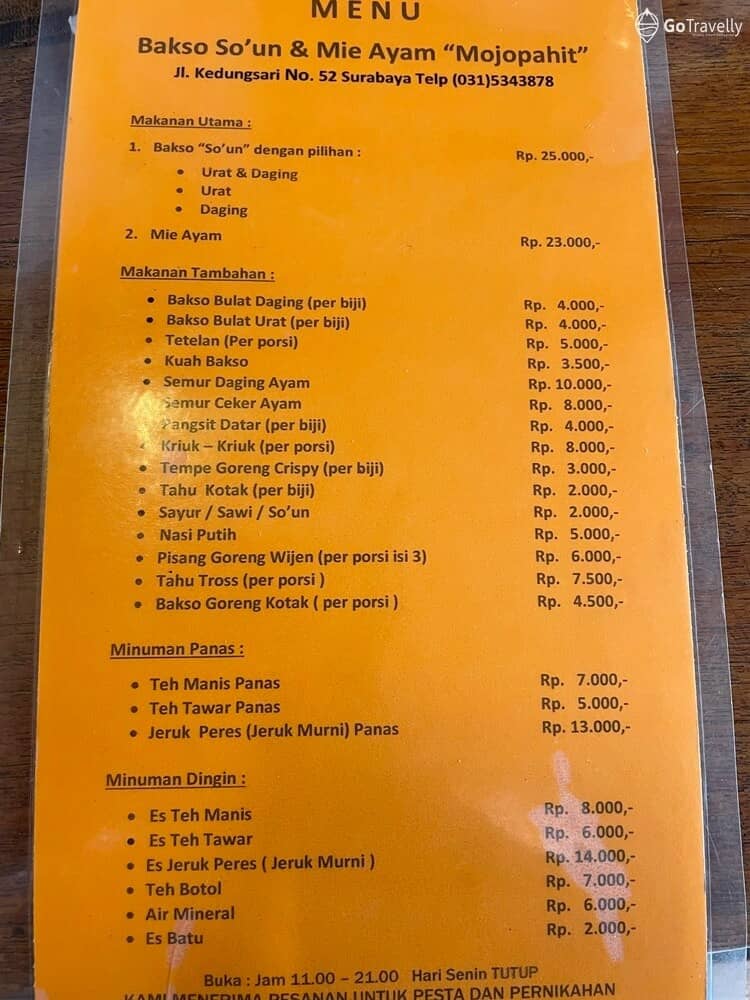 GoTravelly
MENU
Bakso So'un & Mie Ayam "Mojopahit"
Jl. Kedungsari No. 52 Surabaya Telp (031)5343878
Makanan Utama :
1. Bakso "So'un" dengan pilihan : Rp. 25.000,-
• Urat & Daging
• Urat
• Daging
2. Mie Ayam Rp. 23.000,-
Makanan Tambahan :
• Bakso Bulat Daging (per biji) Rp. 4.000,-
• Bakso Bulat Urat (per biji) Rp. 4.000,-
• Tetelan (Per porsi) Rp. 5.000,-
• Kuah Bakso Rp. 3.500,-
• Semur Daging Ayam Rp. 10.000,-
• Semur Ceker Ayam Rp. 8.000,-
• Pangsit Datar (per biji) Rp. 4.000,-
• Kriuk – Kriuk (per porsi) Rp. 8.000,-
• Tempe Goreng Crispy (per biji) Rp. 3.000,-
• Tahu Kotak (per biji) Rp. 2.000,-
• Sayur / Sawi / So'un Rp. 2.000,-
• Nasi Putih Rp. 5.000,-
• Pisang Goreng Wijen (per porsi isi 3) Rp. 6.000,-
• Tahu Tross (per porsi ) Rp. 7.500,-
• Bakso Goreng Kotak ( per porsi ) Rp. 4.500,-
Minuman Panas :
• Teh Manis Panas Rp. 7.000,-
• Teh Tawar Panas Rp. 5.000,-
• Jeruk Peres (Jeruk Murni) Panas Rp. 13.000,-
Minuman Dingin :
• Es Teh Manis Rp. 8.000,-
• Es Teh Tawar Rp. 6.000,-
• Es Jeruk Peres ( Jeruk Murni ) Rp. 14.000,-
• Teh Botol Rp. 7.000,-
• Air Mineral Rp. 6.000,-
• Es Batu Rp. 2.000,-
Buka : Jam 11.00 – 21.00 Hari Senin TUTUP
KAMI MENERIMA PESANAN UNTUK PESTA DAN PERNIKAHAN